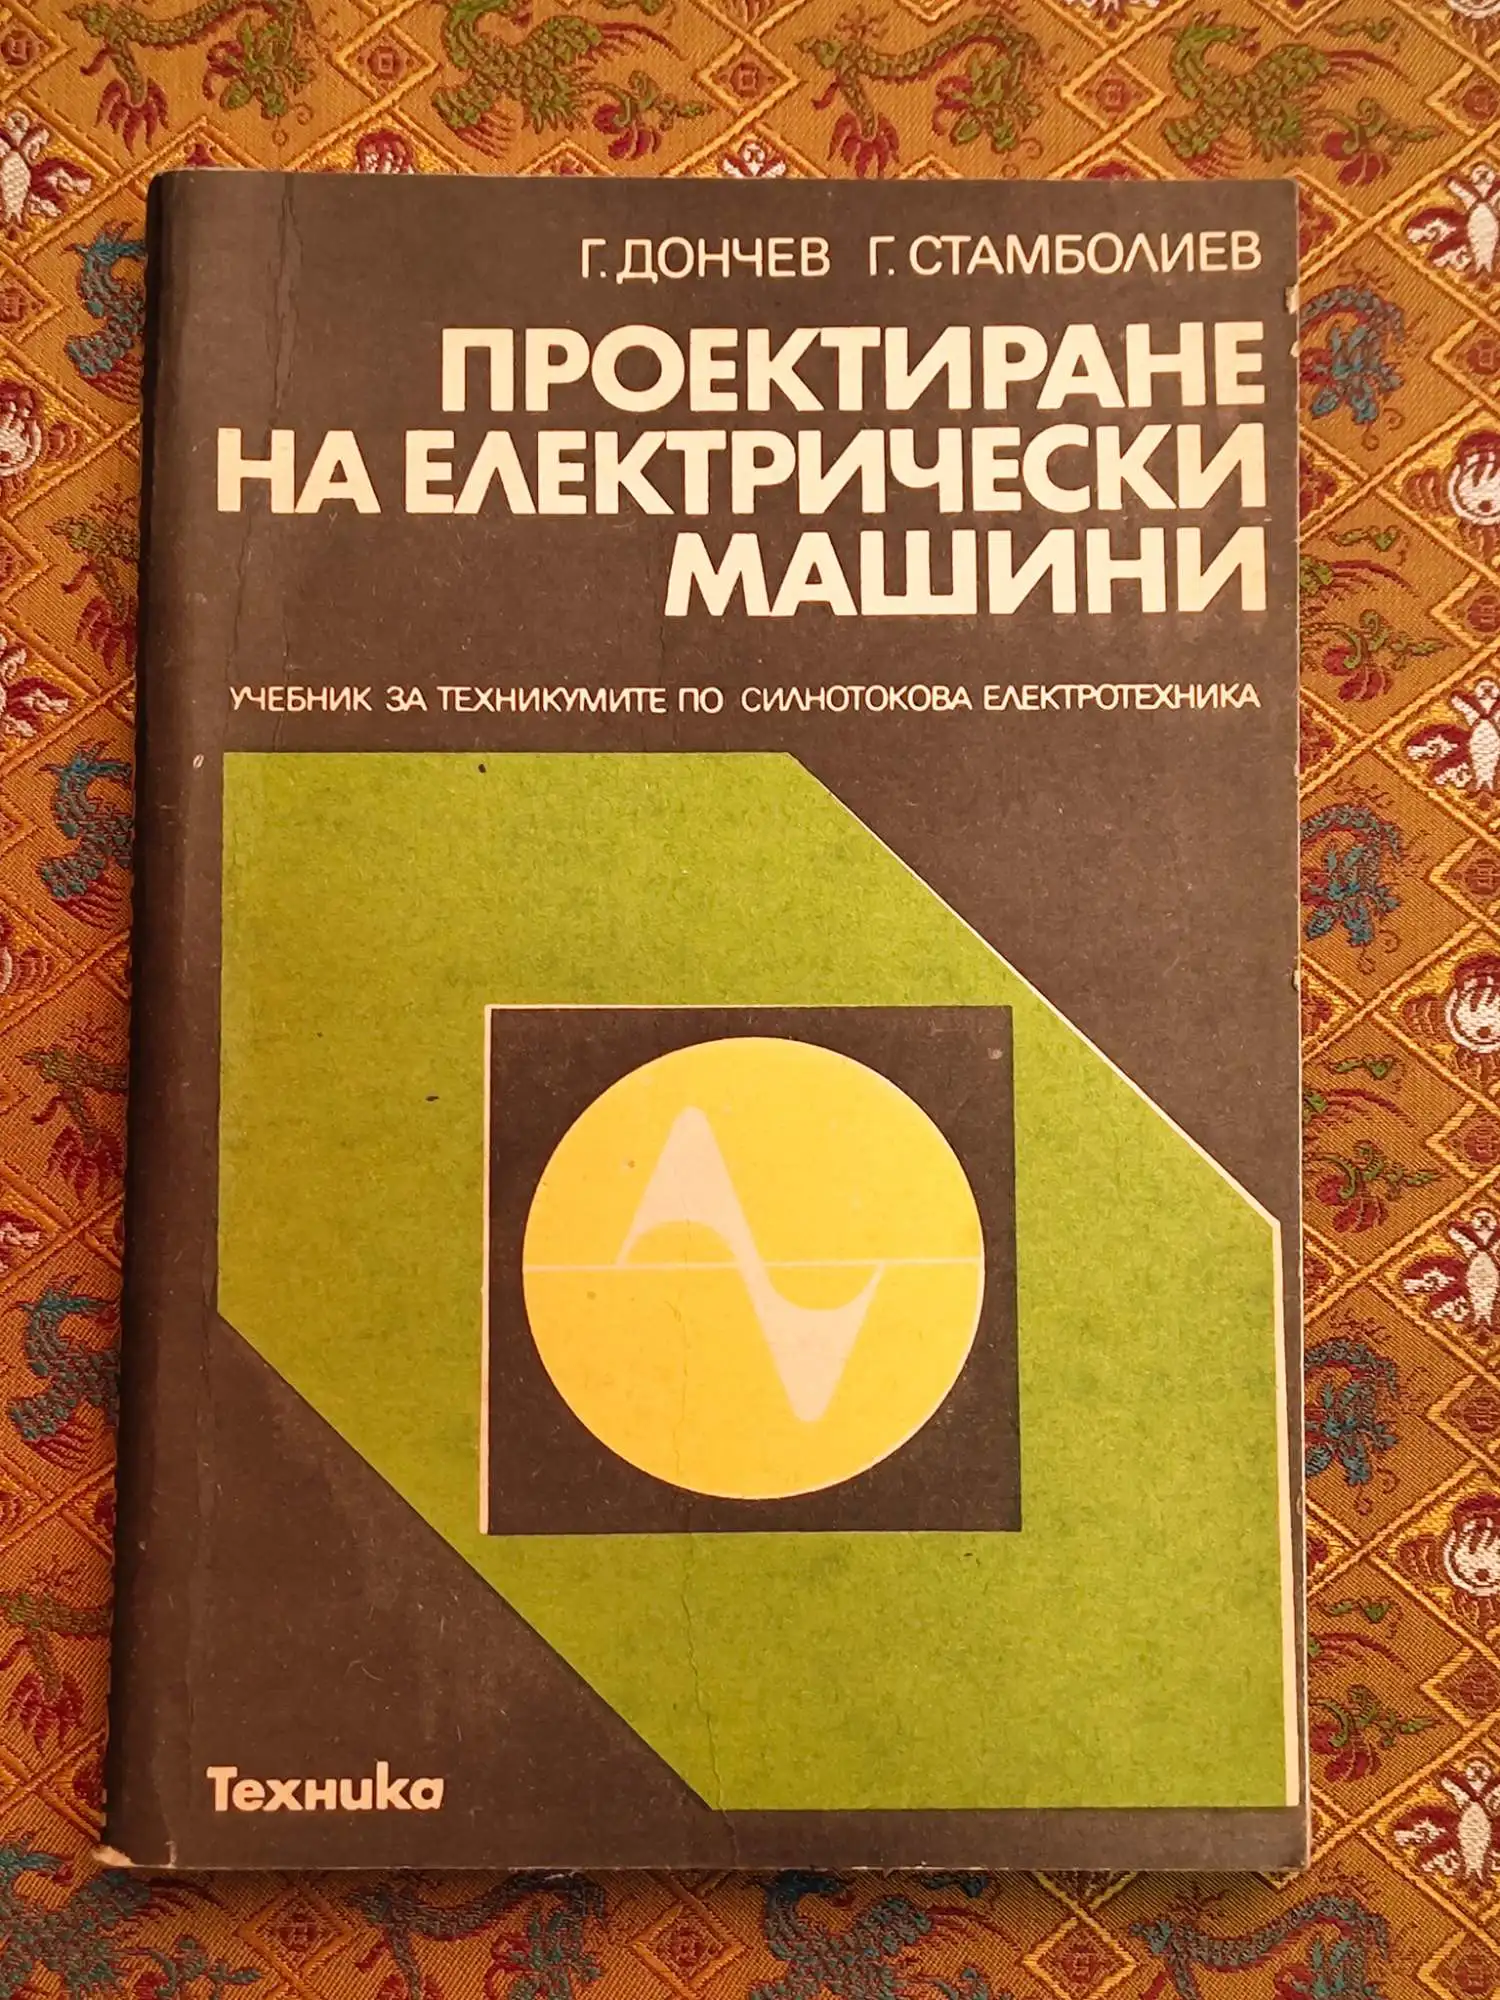 Г. ДОНЧЕВ Г. СТАМБОЛИЕВ
ПРОЕКТИРАНЕ
НА ЕЛЕКТРИЧЕСКИ
МАШИНИ
УЧЕБНИК ЗА ТЕХНИКУМИТЕ ПО СИЛНОТОКОВА ЕЛЕКТРОТЕХНИКА
Техника